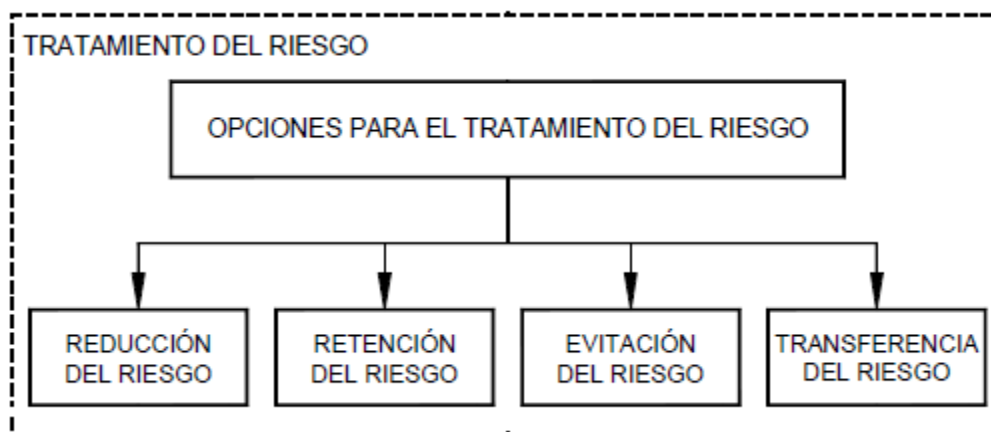 TRATAMIENTO DEL RIESGO
OPCIONES PARA EL TRATAMIENTO DEL RIESGO
REDUCCIÓN
DEL RIESGO
RETENCIÓN
DEL RIESGO
EVITACIÓN
DEL RIESGO
TRANSFERENCIA
DEL RIESGO